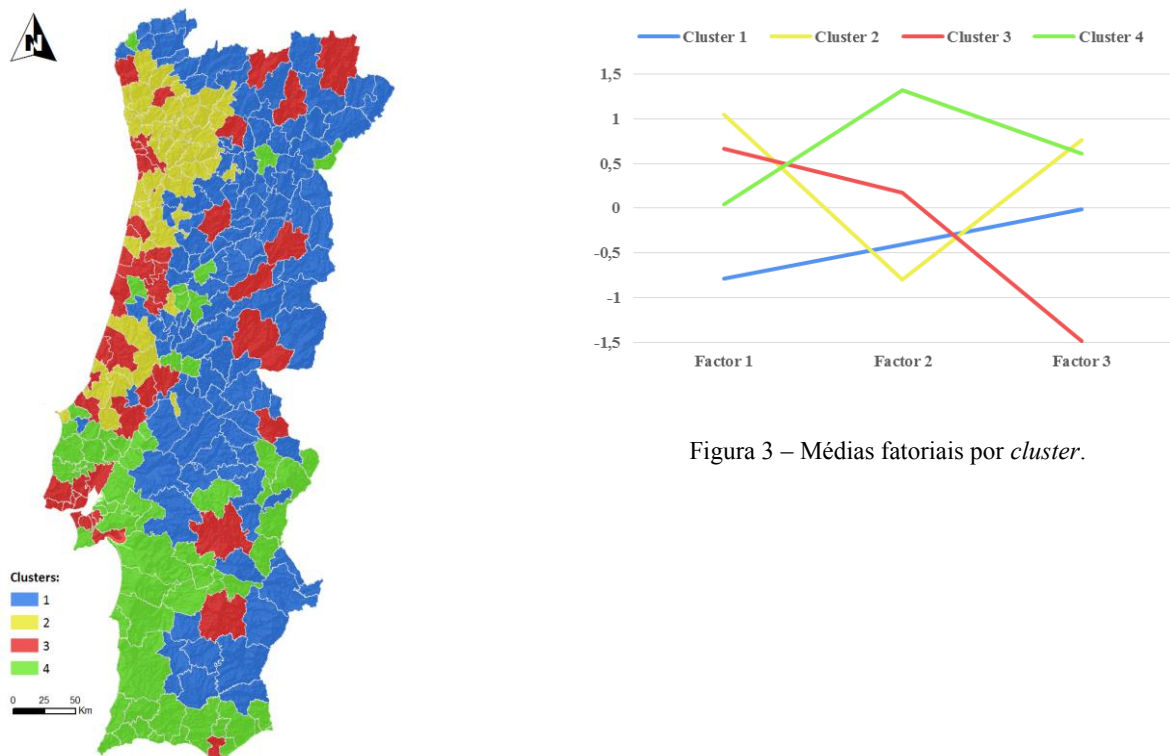 N
Clusters:
1
2
3
4
0 25 50
Km
Cluster 1 Cluster 2 Cluster 3 Cluster 4
1,5
1
0,5
0
-0,5
-1
-1,5
Factor 1 Factor 2 Factor 3
Figura 3 – Médias fatoriais por cluster.